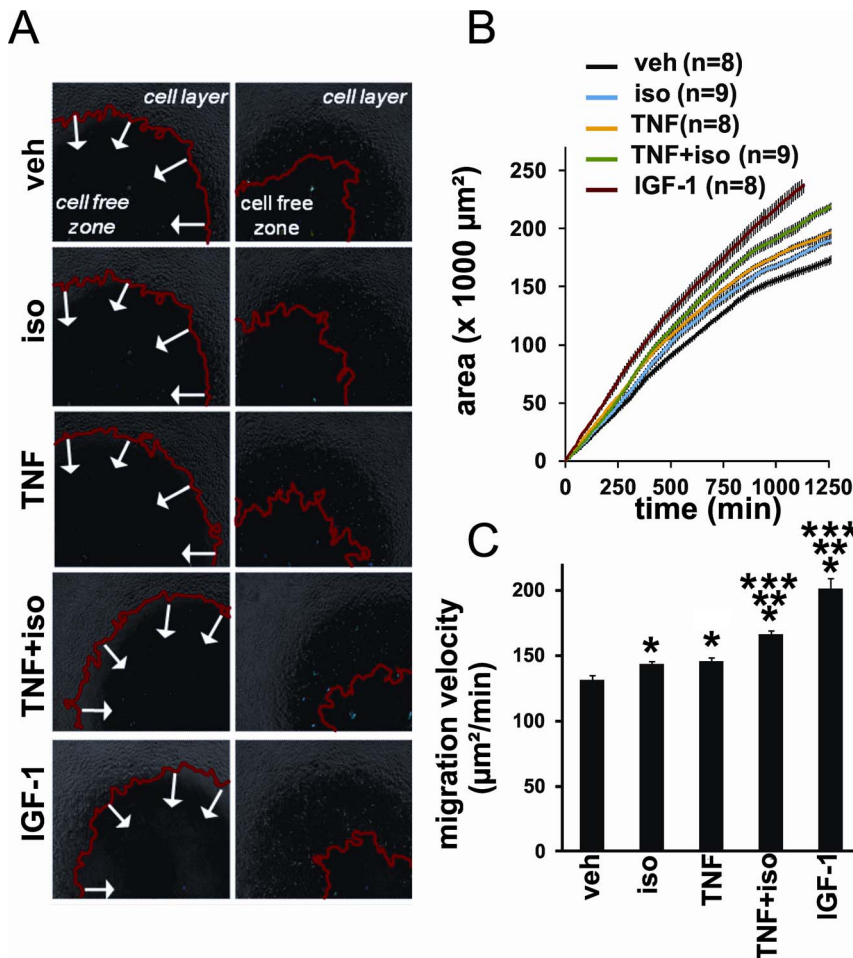 A
veh
cell layer
cell layer
cell free
zone
cell free
zone
iso
TNF
TNF+iso
IGF-1
B
veh (n=8)
iso (n=9)
TNF(n=8)
TNF+iso (n=9)
IGF-1 (n=8)
area (x 1000 µm²)
250
200
150
100
50
0
0 250 500 750 1000 1250
time (min)
C
migration velocity
(µm²/min)
200
150
100
50
0
*
*
***
**
*
***
**
*
veh
iso
TNF
TNF+iso
IGF-1